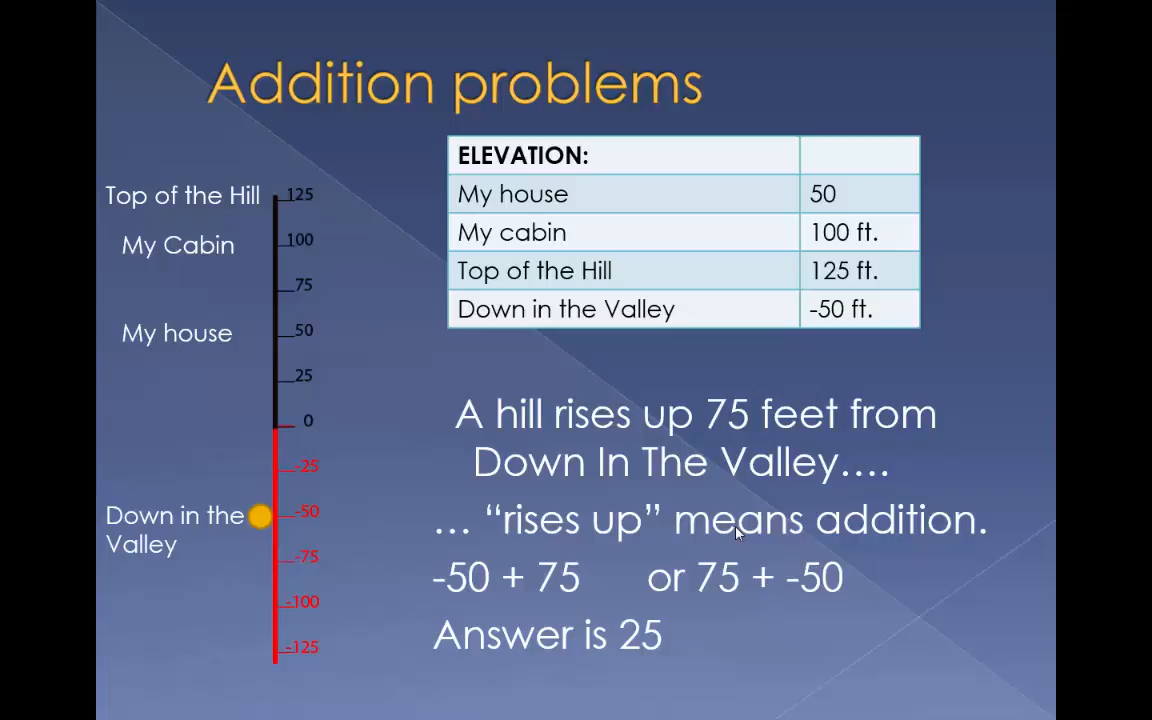 Addition problems
ELEVATION:
My house 50
My cabin 100 ft.
Top of the Hill 125 ft.
Down in the Valley -50 ft.
Top of the Hill 125
My Cabin 100
75
My house 50
25
0
-25
Down in the -50
Valley
-75
-100
-125
A hill rises up 75 feet from
Down In The Valley....
... “rises up” means addition.
-50 + 75 or 75 + -50
Answer is 25